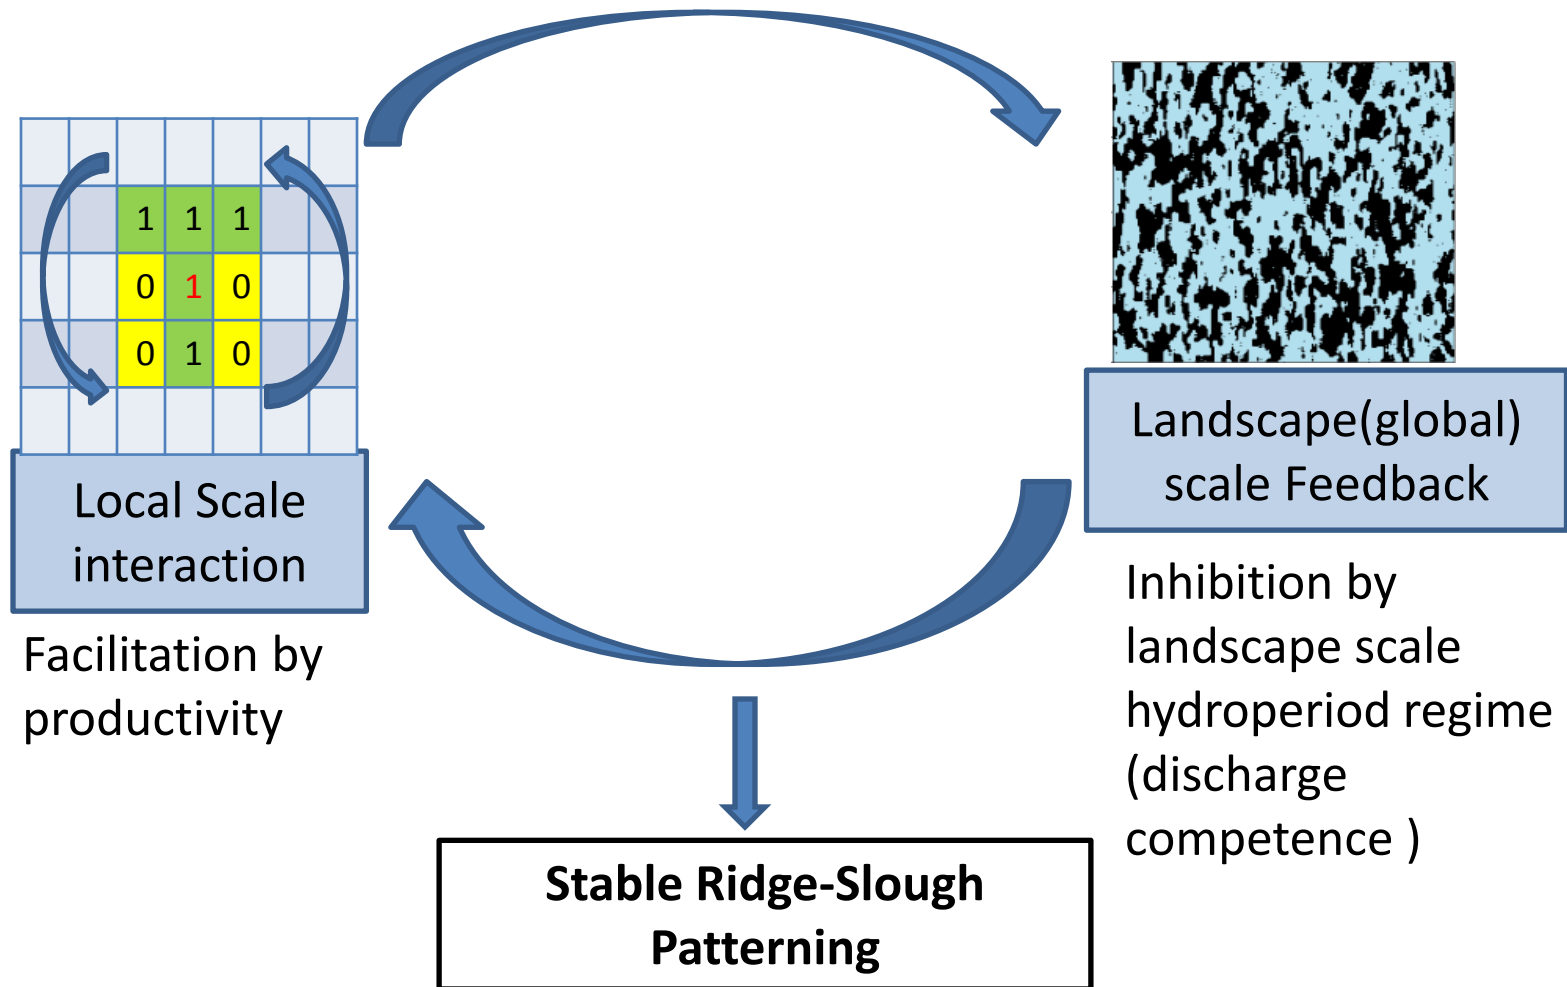 1 1 1
0 1 0
0 1 0
Local Scale
interaction
Facilitation by
productivity
Landscape(global)
scale Feedback
Inhibition by
landscape scale
hydroperiod regime
(discharge
competence )
Stable Ridge-Slough
Patterning